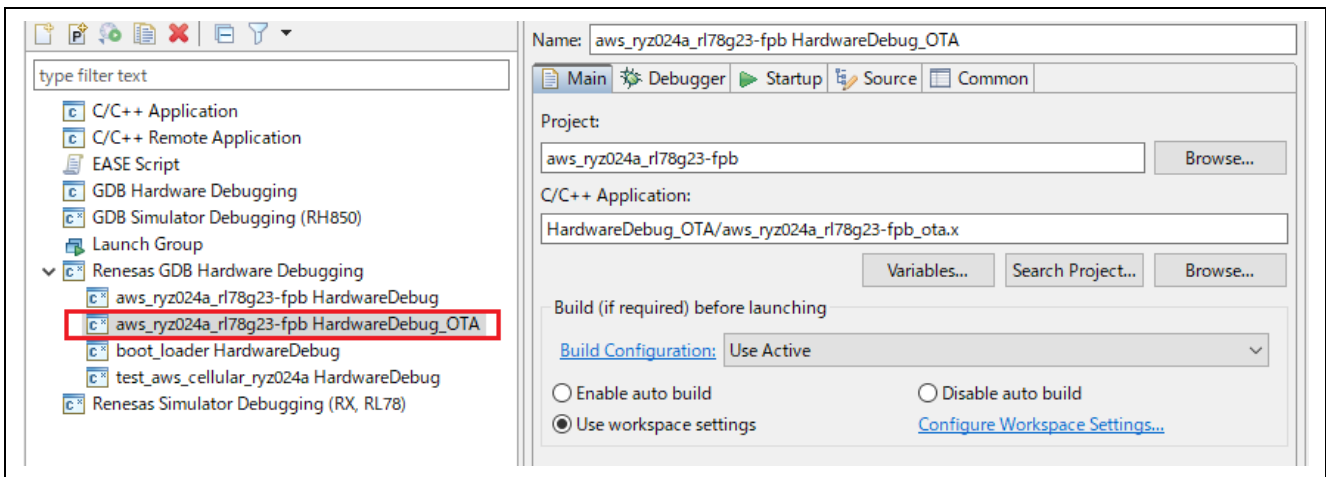 type filter text
C/C++ Application
C/C++ Remote Application
EASE Script
GDB Hardware Debugging
GDB Simulator Debugging (RH850)
Launch Group
Renesas GDB Hardware Debugging
aws_ryz024a_rl78g23-fpb HardwareDebug
aws_ryz024a_rl78g23-fpb HardwareDebug_OTA
boot_loader HardwareDebug
test_aws_cellular_ryz024a HardwareDebug
Renesas Simulator Debugging (RX, RL78)
Name: aws_ryz024a_rl78g23-fpb HardwareDebug_OTA
Main Debugger Startup Source Common
Project:
aws_ryz024a_rl78g23-fpb Browse...
C/C++ Application:
HardwareDebug_OTA/aws_ryz024a_rl78g23-fpb_ota.x
Variables... Search Project... Browse...
Build (if required) before launching
Build Configuration: Use Active
Enable auto build Disable auto build
Use workspace settings Configure Workspace Settings...